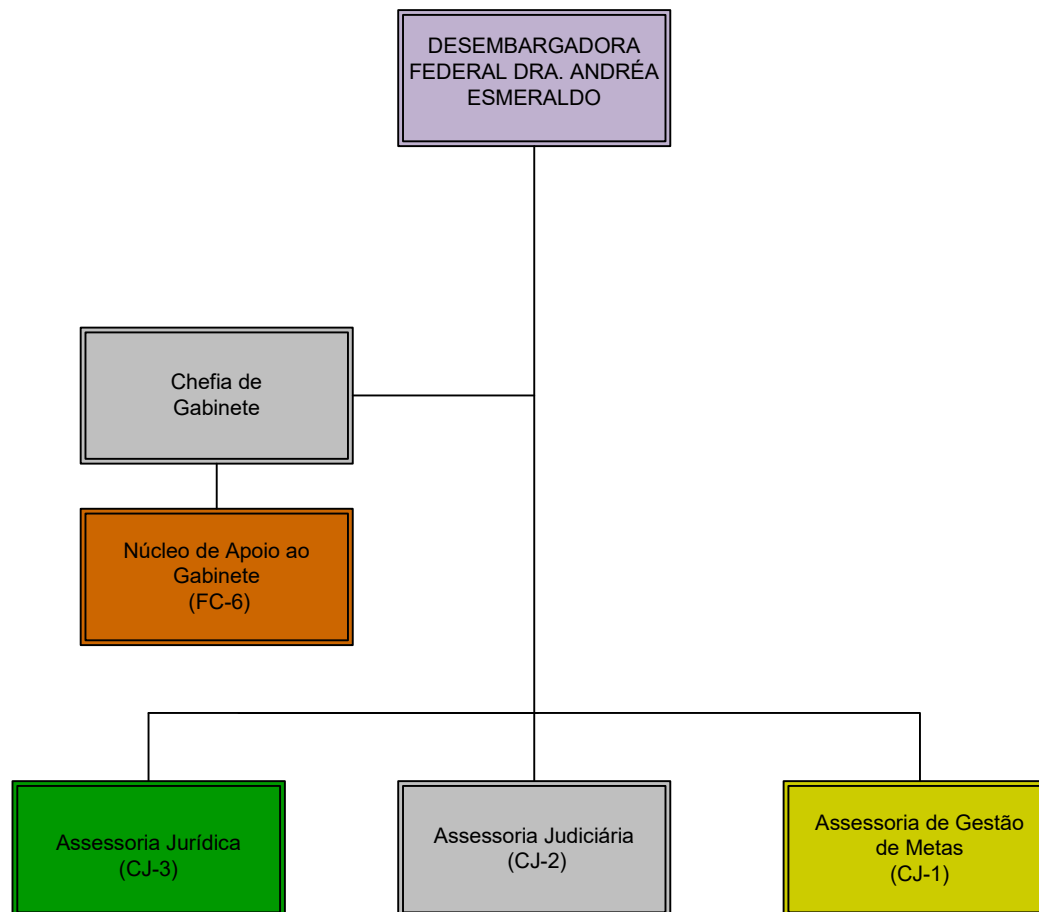 DESEMBARGADORA
FEDERAL DRA. ANDRÉA
ESMERALDO
Chefia de
Gabinete
Núcleo de Apoio ao
Gabinete
(FC-6)
Assessoria Jurídica
(CJ-3)
Assessoria Judiciária
(CJ-2)
Assessoria de Gestão
de Metas
(CJ-1)